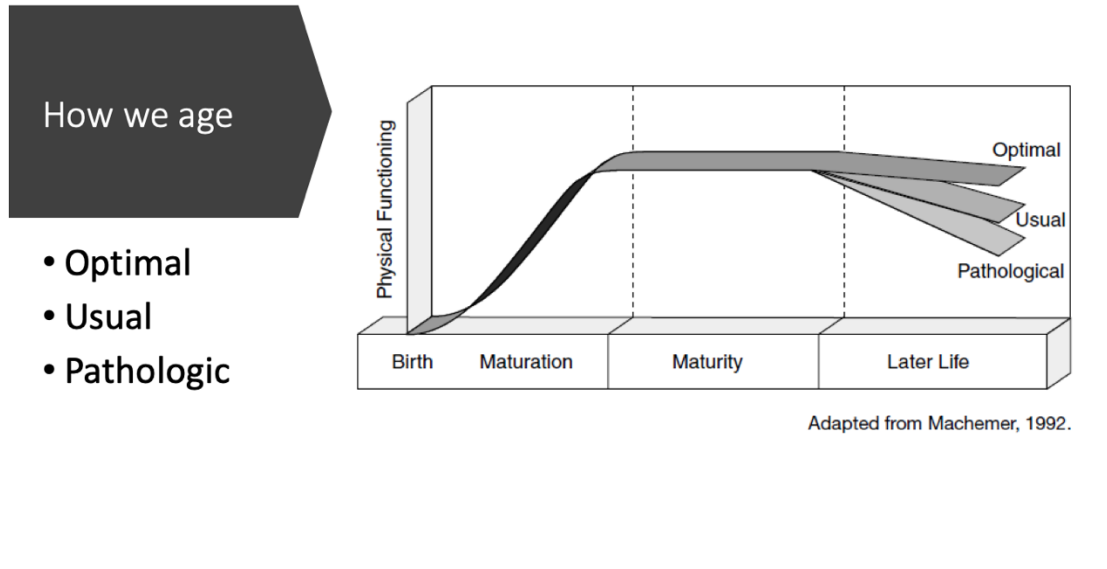 How we age
• Optimal
• Usual
• Pathologic
Physical Functioning
Optimal
Usual
Pathological
Birth Maturation Maturity Later Life
Adapted from Machemer, 1992.